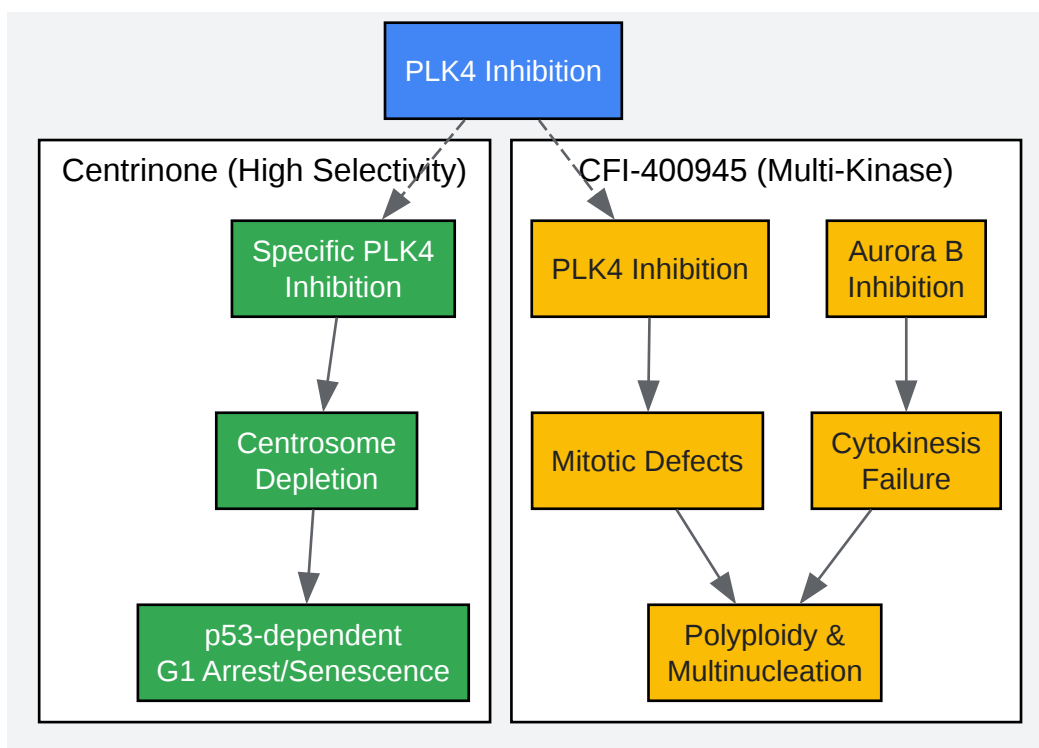 PLK4 Inhibition
Centrinone (High Selectivity)
Specific PLK4
Inhibition
Centrosome
Depletion
p53-dependent
G1 Arrest/Senescence
CFI-400945 (Multi-Kinase)
PLK4 Inhibition
Aurora B
Inhibition
Mitotic Defects
Cytokinesis
Failure
Polyploidy &
Multinucleation